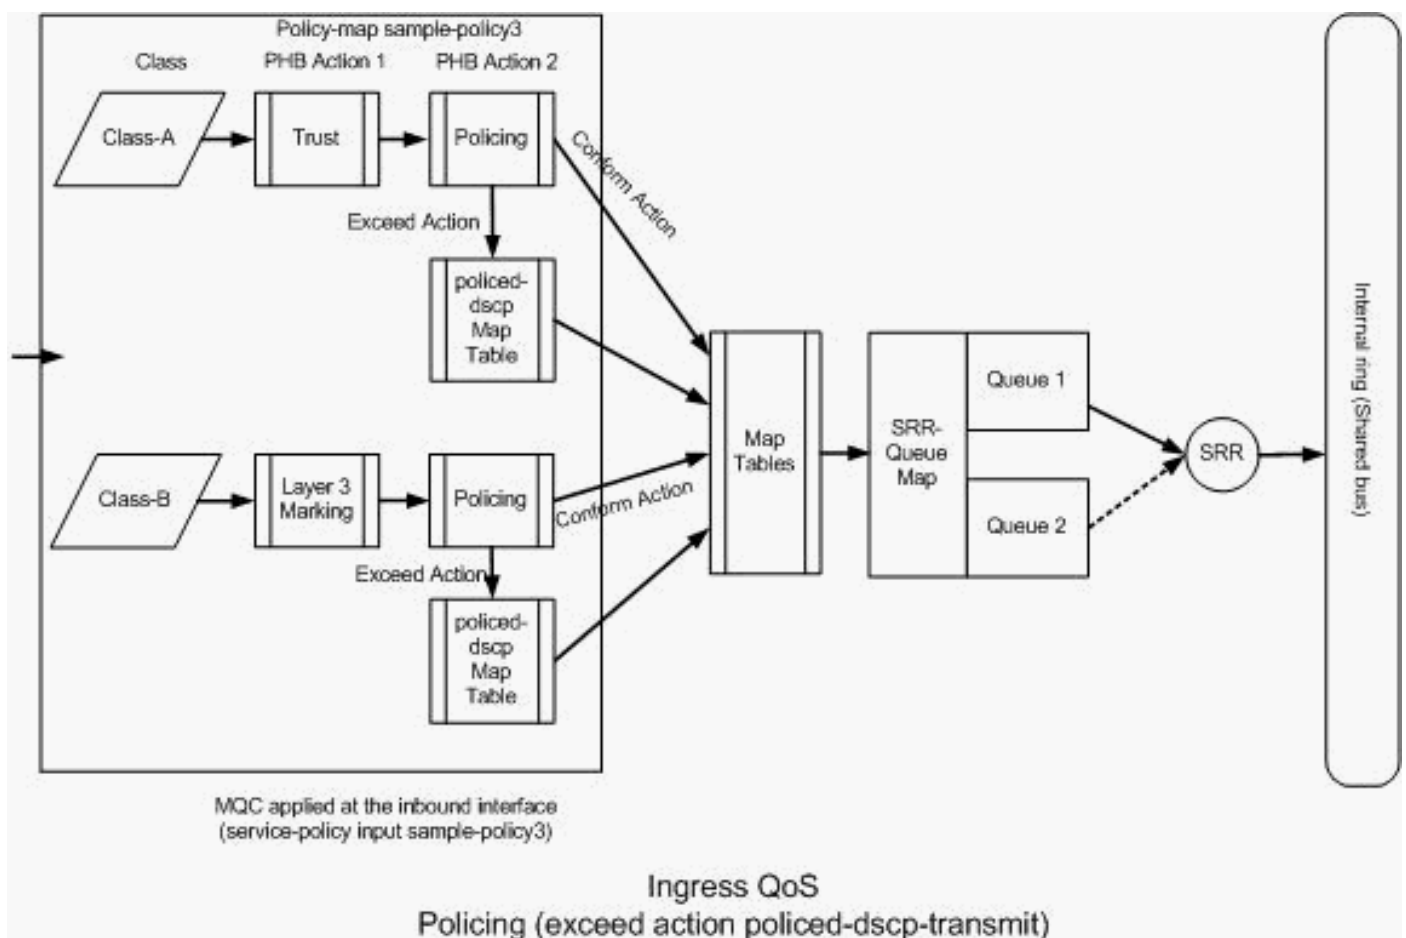 Policy-map sample-policy3
Class
PHB Action 1
PHB Action 2
Class-A
Trust
Policing
Conform Action
Exceed Action
policed-
dscp
Map
Table
Class-B
Layer 3
Marking
Policing
Conform Action
Exceed Action
policed-
dscp
Map
Table
Map
Tables
SRR-
Queue
Map
Queue 1
Queue 2
SRR
Internal ring (Shared bus)
MQC applied at the inbound interface
(service-policy input sample-policy3)
Ingress QoS
Policing (exceed action policed-dscp-transmit)